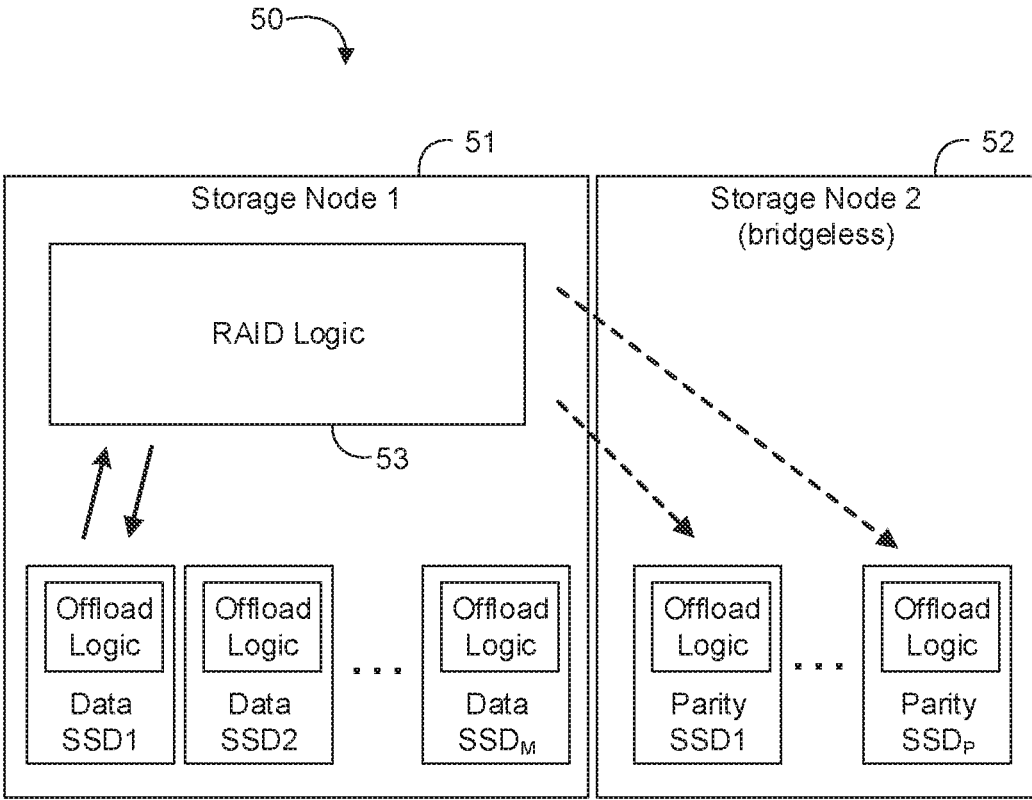 50
51
52
Storage Node 1
Storage Node 2
(bridgeless)
RAID Logic
53
Offload
Logic
Data
SSD1
Offload
Logic
Data
SSD2
. . .
Offload
Logic
Data
SSDM
Offload
Logic
Parity
SSD1
. . .
Offload
Logic
Parity
SSDP